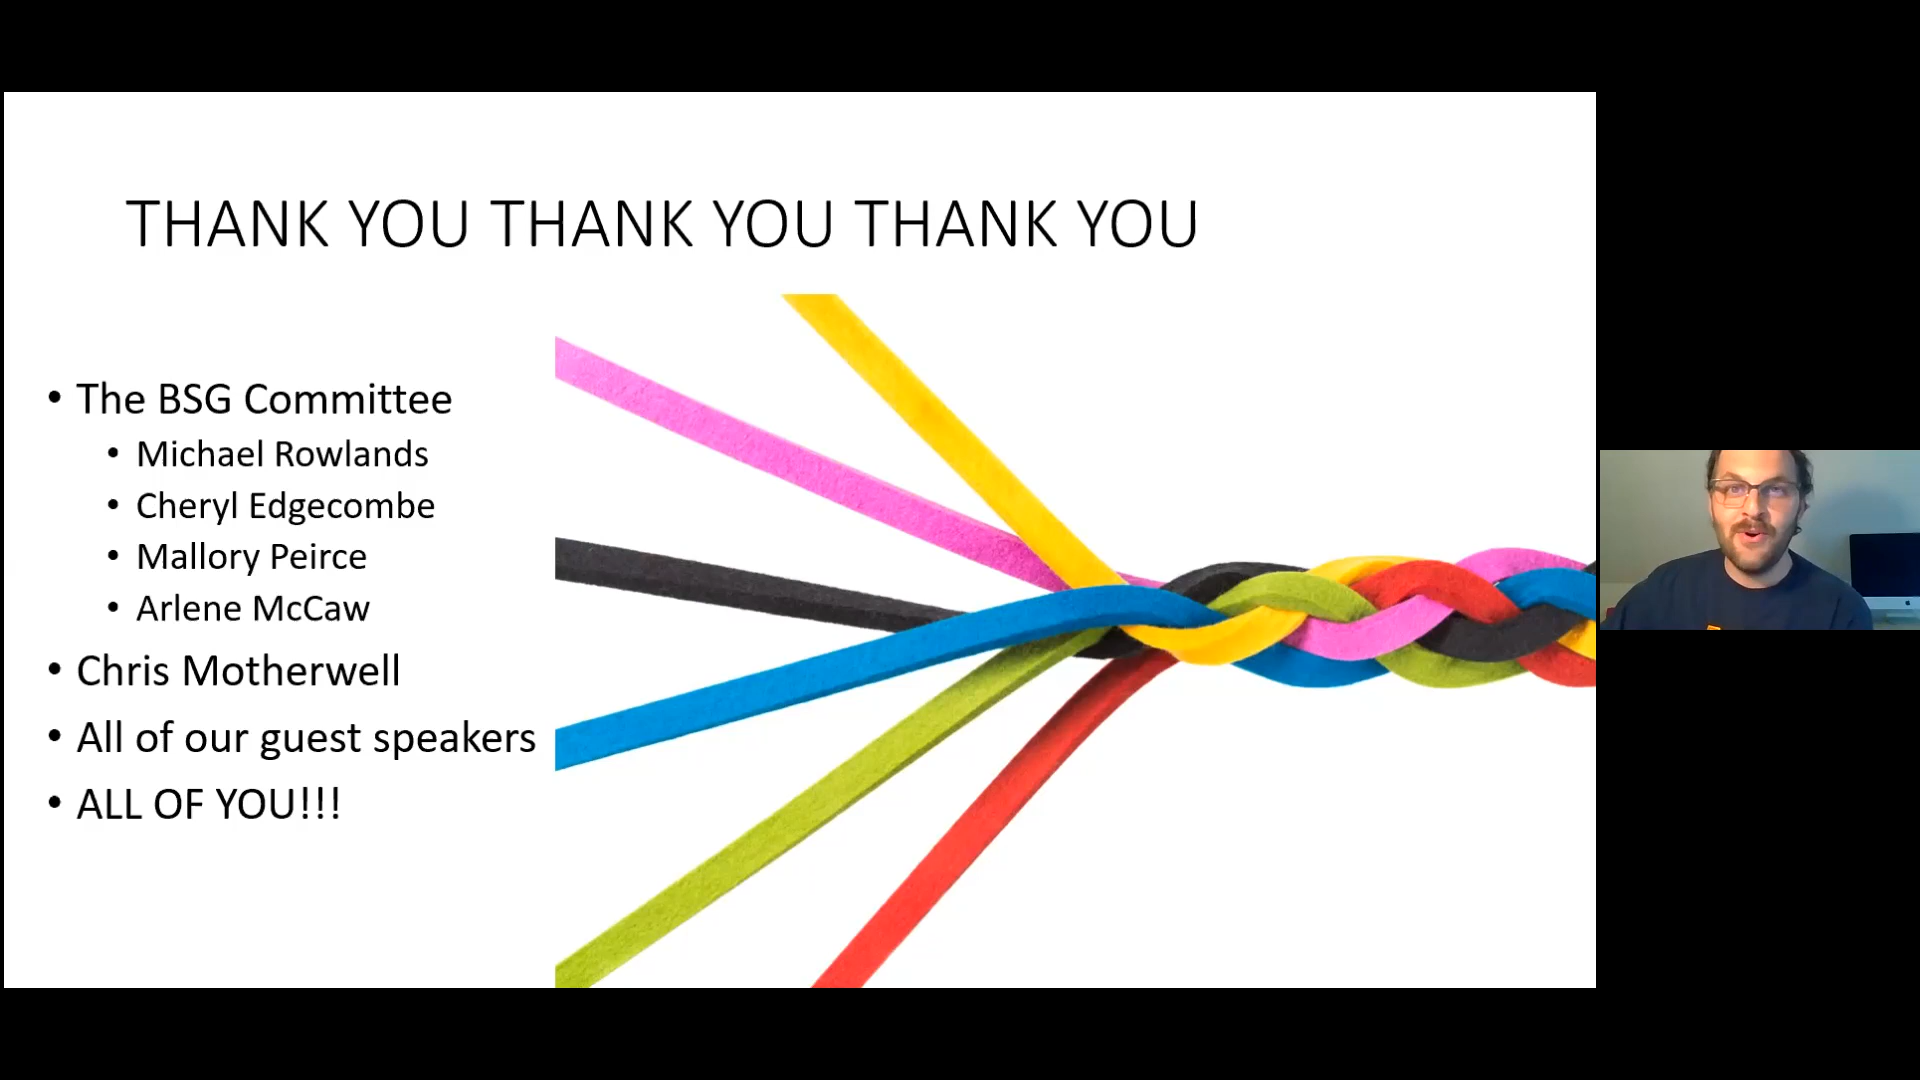 THANK YOU THANK YOU THANK YOU
• The BSG Committee
• Michael Rowlands
• Cheryl Edgecombe
• Mallory Peirce
• Arlene McCaw
• Chris Motherwell
• All of our guest speakers
• ALL OF YOU!!!